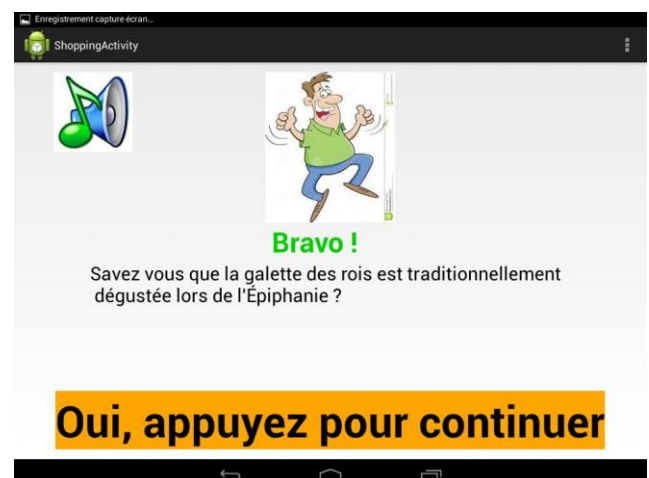 Enregistrement capture écran...
ShoppingActivity
Bravo !
Savez vous que la galette des rois est traditionnellement
dégustée lors de l'Épiphanie ?
Oui, appuyez pour continuer